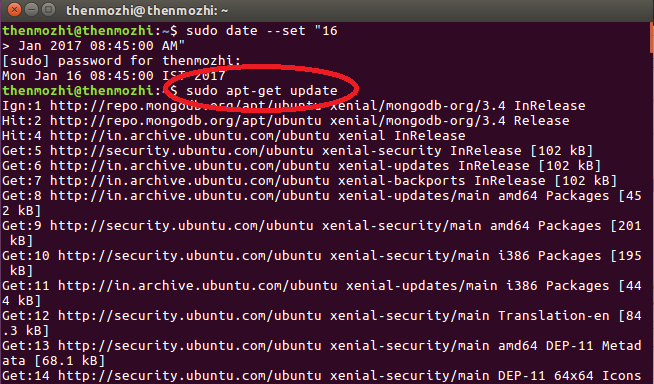 thenmozhi@thenmozhi: ~
thenmozhi@thenmozhi:~$ sudo date --set "16
> Jan 2017 08:45:00 AM"
[sudo] password for thenmozhi:
Mon Jan 16 08:45:00 IST 2017
thenmozhi@thenmozhi:~$ sudo apt-get update
Ign:1 http://repo.mongodb.org/apt/ubuntu xenial/mongodb-org/3.4 InRelease
Hit:2 http://repo.mongodb.org/apt/ubuntu xenial/mongodb-org/3.4 Release
Hit:4 http://in.archive.ubuntu.com/ubuntu xenial InRelease
Get:5 http://security.ubuntu.com/ubuntu xenial-security InRelease [102 kB]
Get:6 http://in.archive.ubuntu.com/ubuntu xenial-updates InRelease [102 kB]
Get:7 http://in.archive.ubuntu.com/ubuntu xenial-backports InRelease [102 kB]
Get:8 http://in.archive.ubuntu.com/ubuntu xenial-updates/main amd64 Packages [45
2 kB]
Get:9 http://security.ubuntu.com/ubuntu xenial-security/main amd64 Packages [201
 kB]
Get:10 http://security.ubuntu.com/ubuntu xenial-security/main i386 Packages [195
 kB]
Get:11 http://in.archive.ubuntu.com/ubuntu xenial-updates/main i386 Packages [44
4 kB]
Get:12 http://security.ubuntu.com/ubuntu xenial-security/main Translation-en [84
.3 kB]
Get:13 http://security.ubuntu.com/ubuntu xenial-security/main amd64 DEP-11 Metad
ata [68.1 kB]
Get:14 http://security.ubuntu.com/ubuntu xenial-security/main DEP-11 64x64 Icons